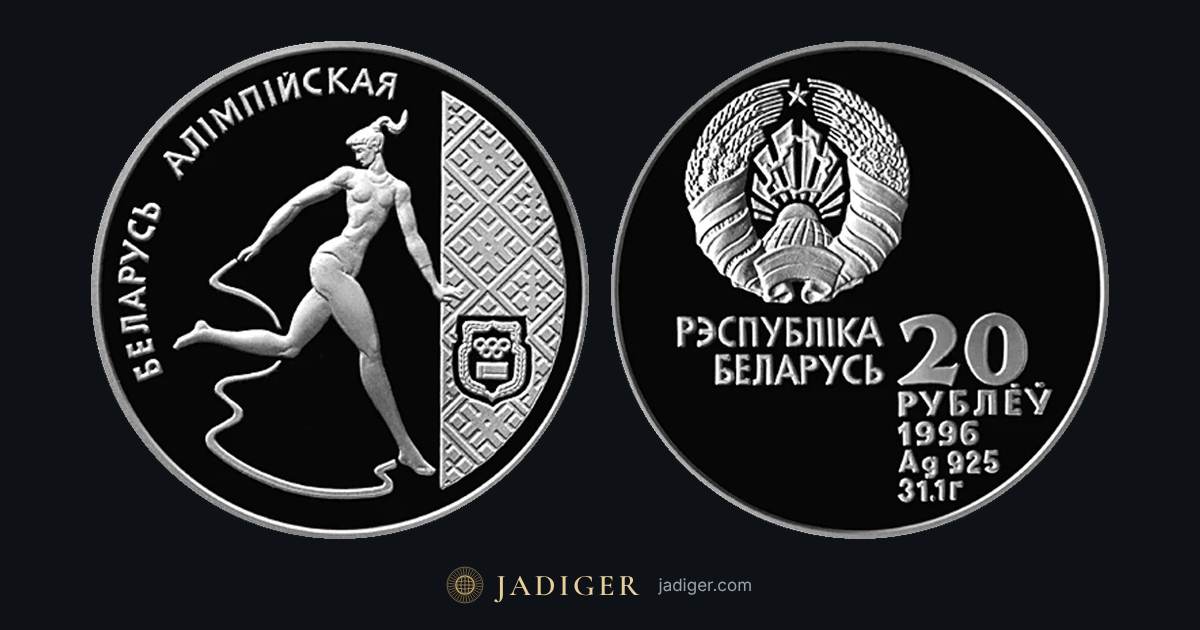 БЕЛАРУСЬ АЛІМПІЙСКАЯ
РЭСПУБЛІКА
БЕЛАРУСЬ
20
РУБЛЁЎ
1996
Ag 925
31.1г
JADIGER jadiger.com